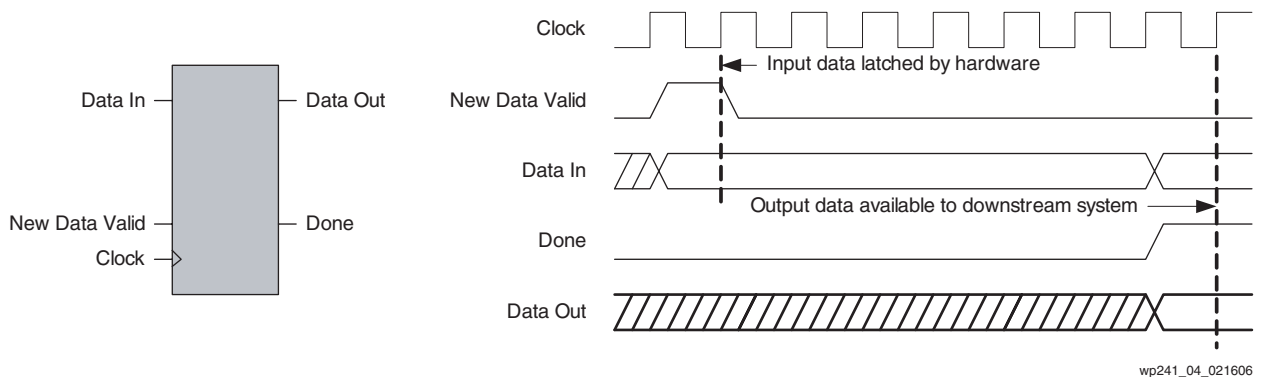 Data In
Data Out
New Data Valid
Done
Clock
Clock
Input data latched by hardware
New Data Valid
Data In
Output data available to downstream system
Done
Data Out
wp241_04_021606